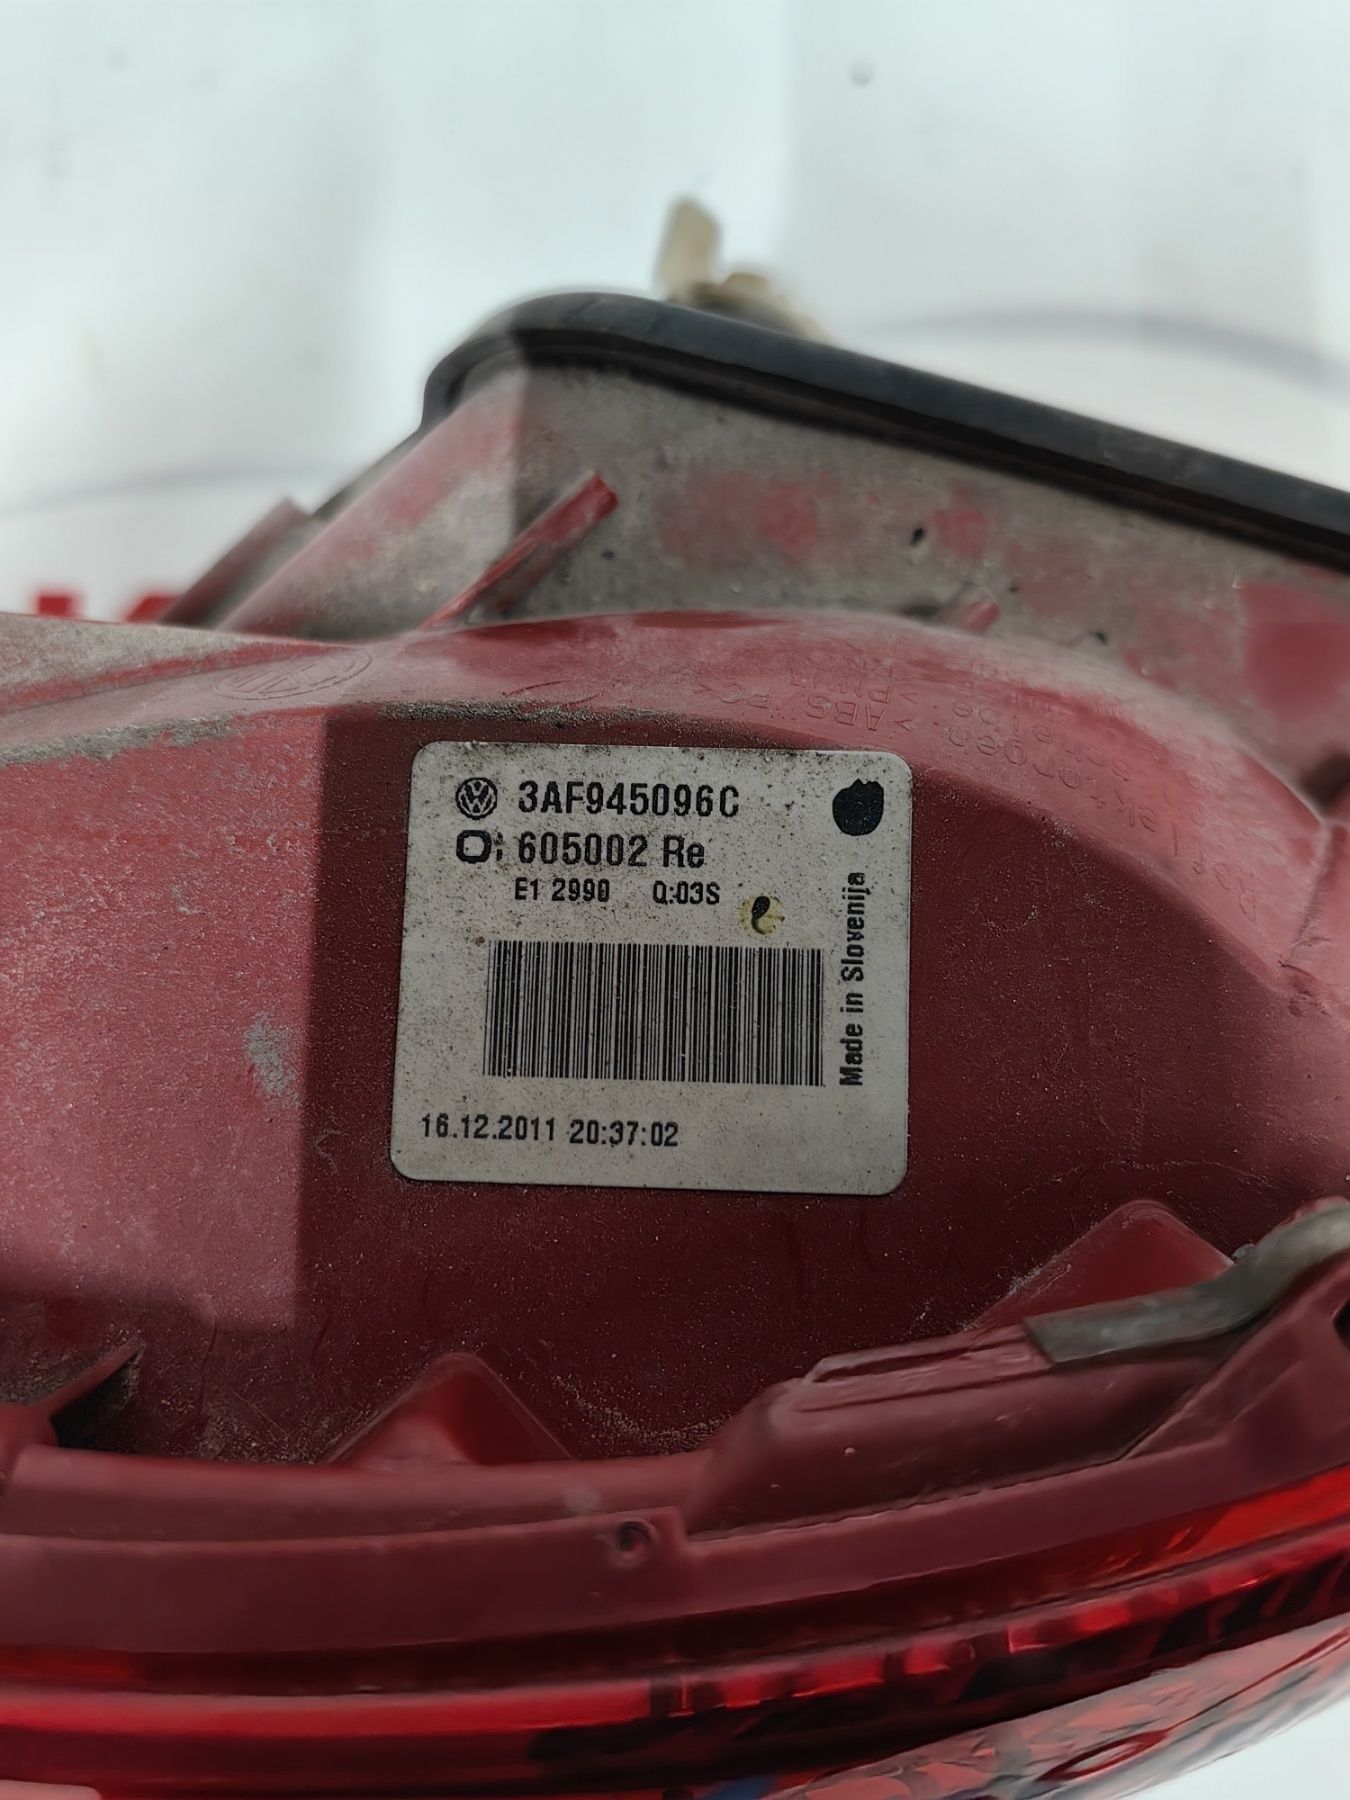 3AF945096C
605002 Re
E1 2990 Q:03S
Made in Slovenija
16.12.2011 20:37:02